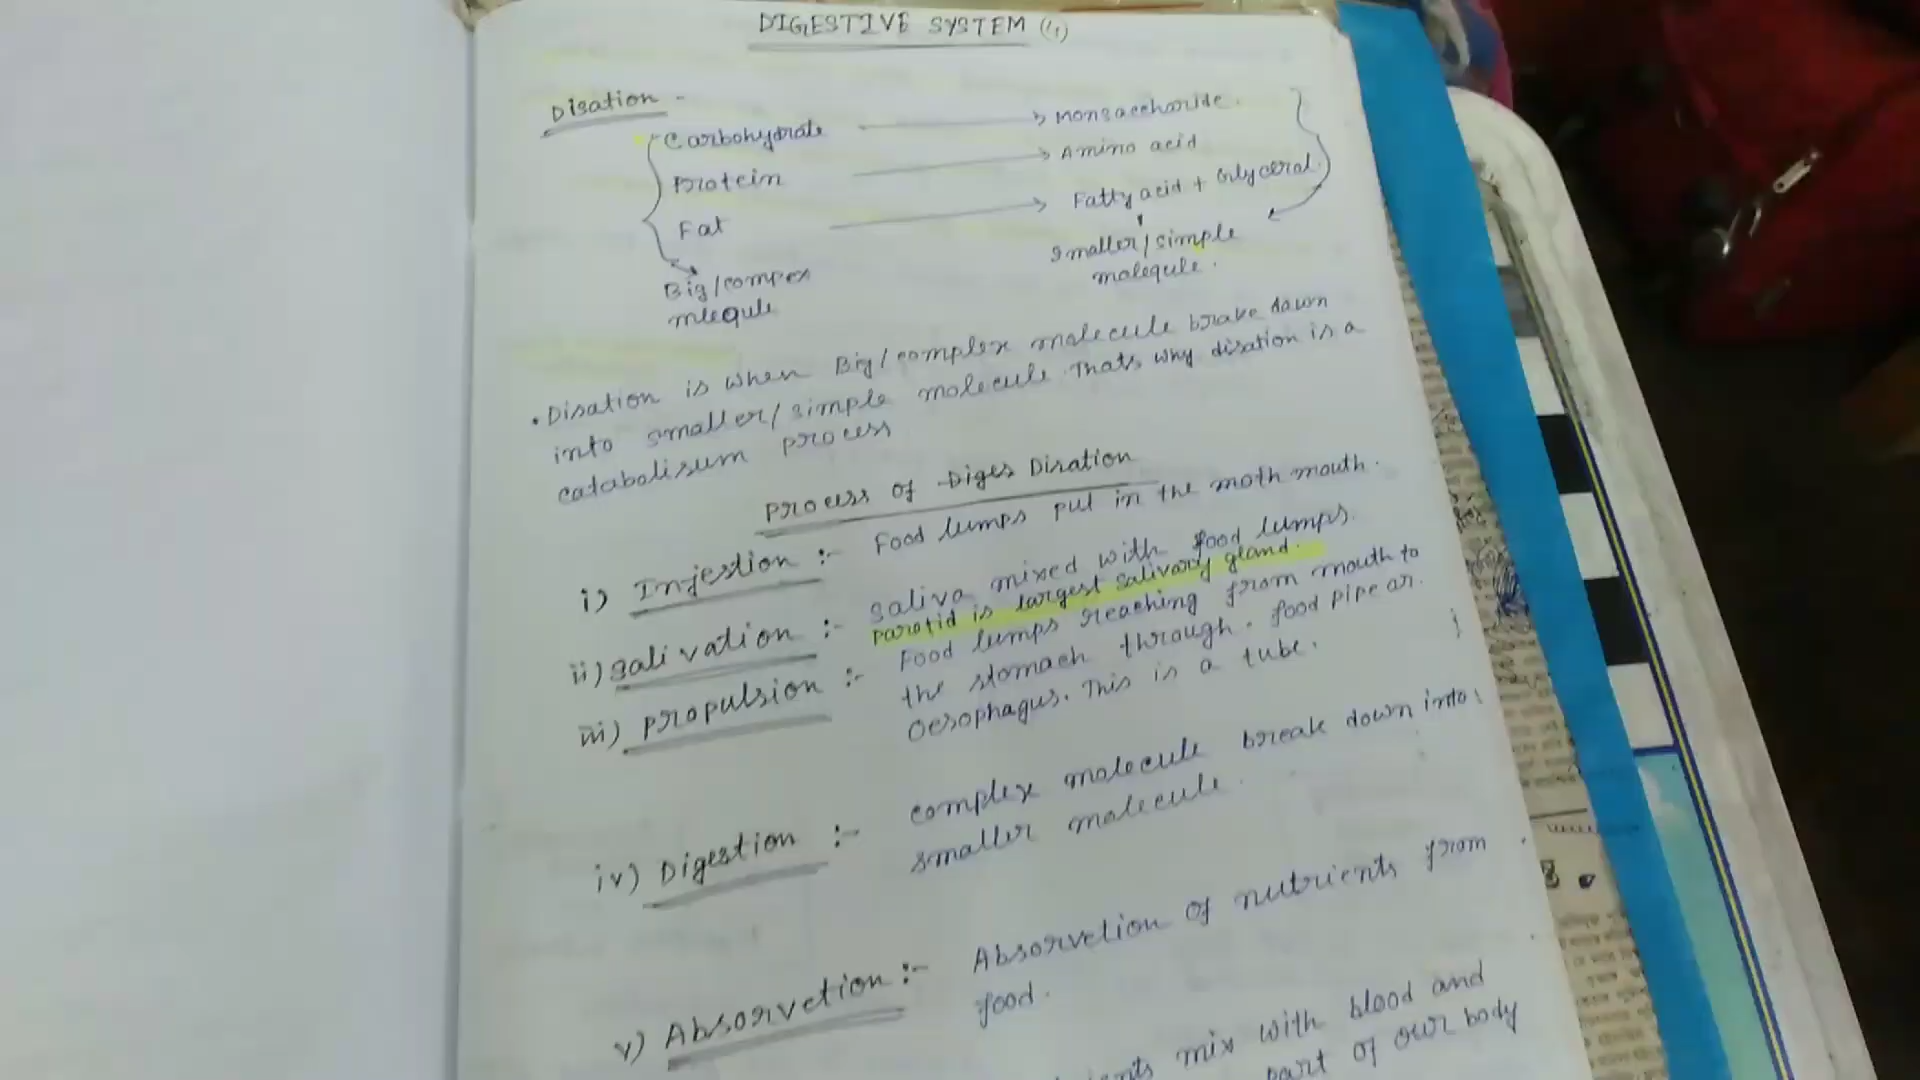 DIGESTIVE SYSTEM (4)
Disation -
Carbohydrate → Monsaccharide.
Protein → Amino acid
Fat → Fatty acid + Glyceral.
Big/compex
mlequle
Smaller/simple
malequle.
• Disation is when Big/complex molecule brake down
into smaller/simple molecule. Thats why disation is a
catabolisum process
Process of Diges Disation
i) Injestion :- Food lumps put in the moth mouth.
ii) Salivation :- Saliva mixed with food lumps.
Parotid is largest salivary gland.
iii) Propulsion :- Food lumps reaching from mouth to
the stomach through. food pipe or.
Oesophagus. This is a tube.
iv) Digestion :- complex molecule break down into
smaller molecule.
v) Absorvetion :- Absorvetion of nutrients from
food.
mix with blood and
part of our body